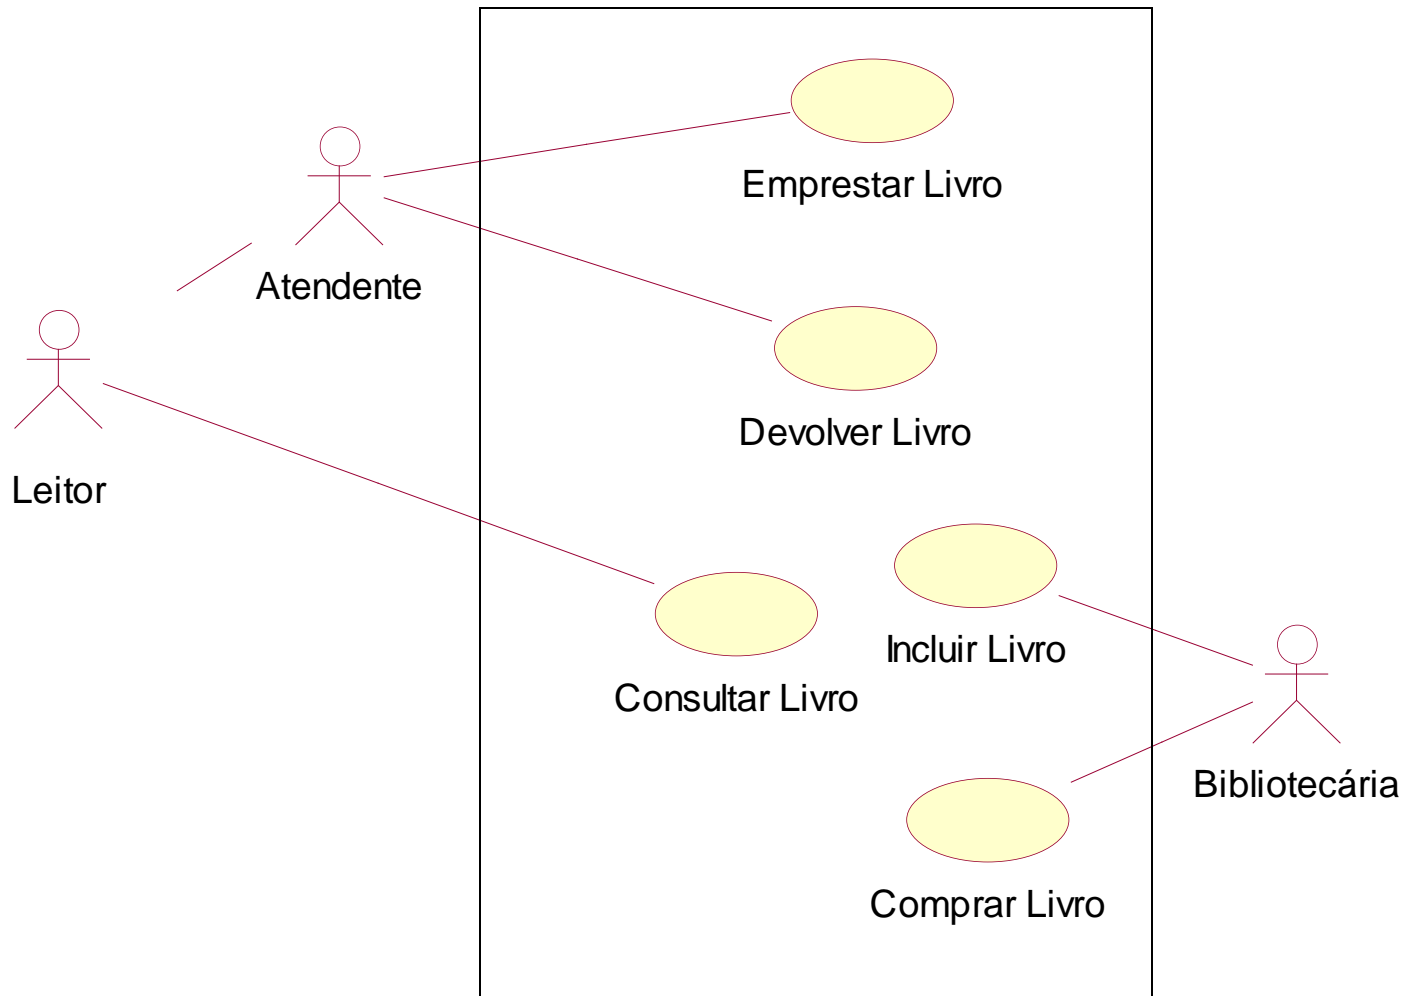 Emprestar Livro
Atendente
Devolver Livro
Leitor
Incluir Livro
Consultar Livro
Bibliotecária
Comprar Livro